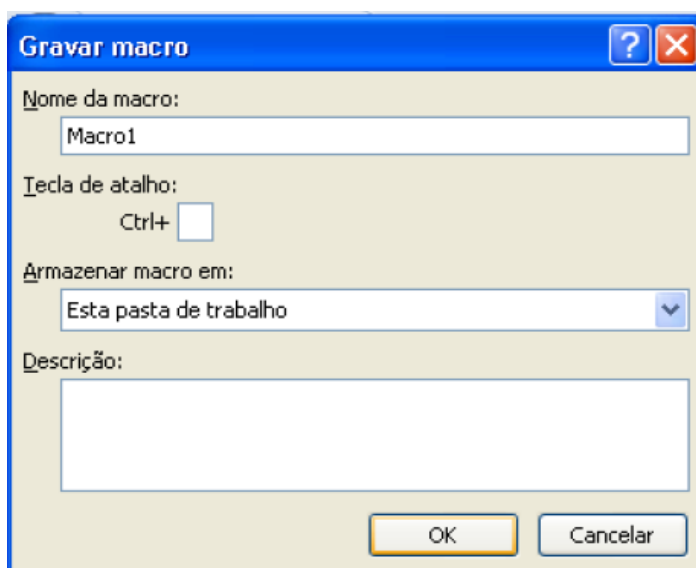 Gravar macro
Nome da macro:
Macro1
Tecla de atalho:
Ctrl+
Armazenar macro em:
Esta pasta de trabalho
Descrição:
OK Cancelar